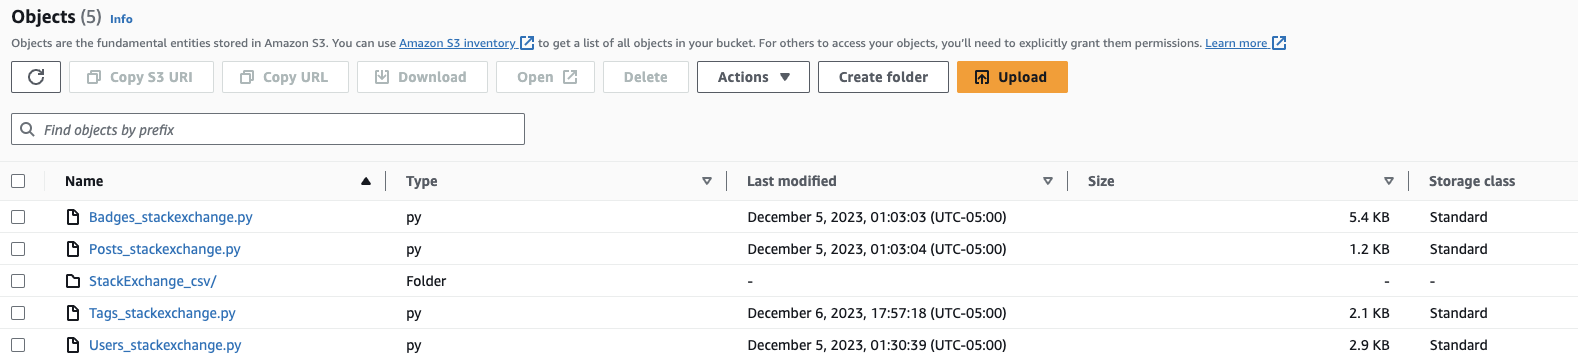 Objects (5) Info
Objects are the fundamental entities stored in Amazon S3. You can use Amazon S3 inventory to get a list of all objects in your bucket. For others to access your objects, you'll need to explicitly grant them permissions. Learn more
Copy S3 URI Copy URL Download Open Delete Actions Create folder Upload
Find objects by prefix
Name Type Last modified Size Storage class
Badges_stackexchange.py py December 5, 2023, 01:03:03 (UTC-05:00) 5.4 KB Standard
Posts_stackexchange.py py December 5, 2023, 01:03:04 (UTC-05:00) 1.2 KB Standard
StackExchange_csv/ Folder - - -
Tags_stackexchange.py py December 6, 2023, 17:57:18 (UTC-05:00) 2.1 KB Standard
Users_stackexchange.py py December 5, 2023, 01:30:39 (UTC-05:00) 2.9 KB Standard